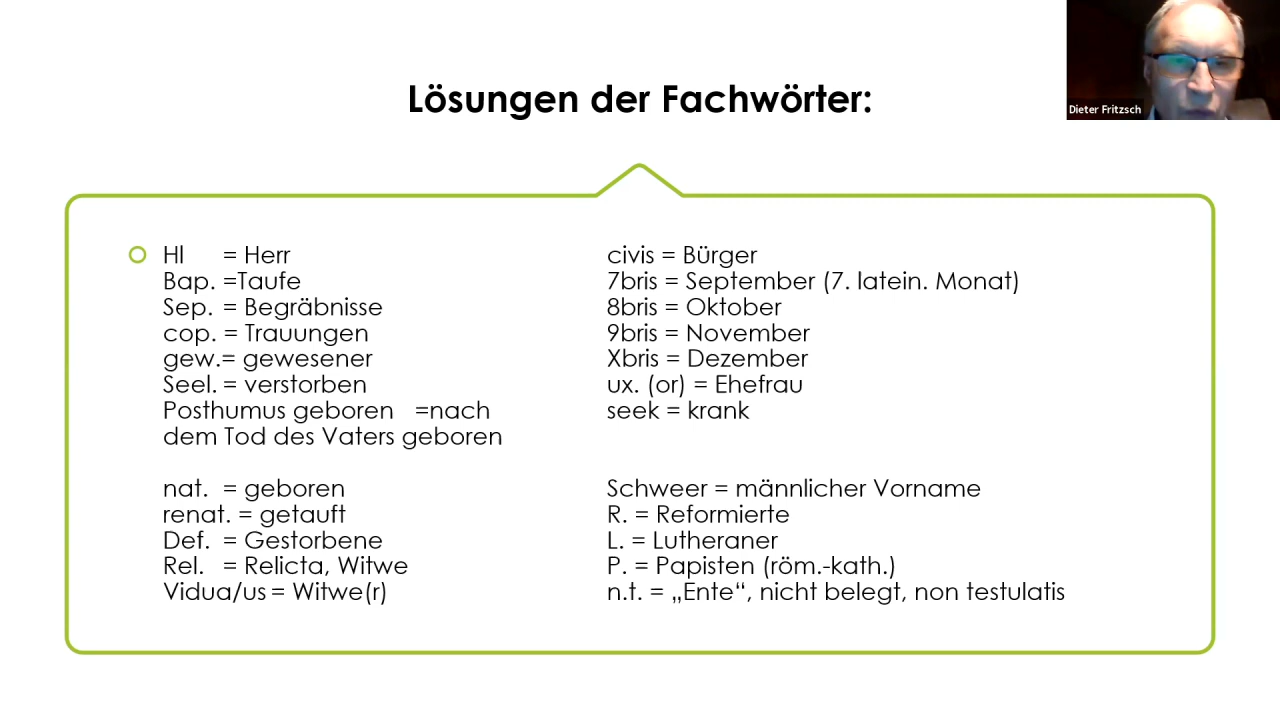 Lösungen der Fachwörter:
Dieter Fritzsch
Hl = Herr
Bap. =Taufe
Sep. = Begräbnisse
cop. = Trauungen
gew.= gewesener
Seel. = verstorben
Posthumus geboren =nach
dem Tod des Vaters geboren
nat. = geboren
renat. = getauft
Def. = Gestorbene
Rel. = Relicta, Witwe
Vidua/us = Witwe(r)
civis = Bürger
7bris = September (7. latein. Monat)
8bris = Oktober
9bris = November
Xbris = Dezember
ux. (or) = Ehefrau
seek = krank
Schweer = männlicher Vorname
R. = Reformierte
L. = Lutheraner
P. = Papisten (röm.-kath.)
n.t. = „Ente“, nicht belegt, non testulatis